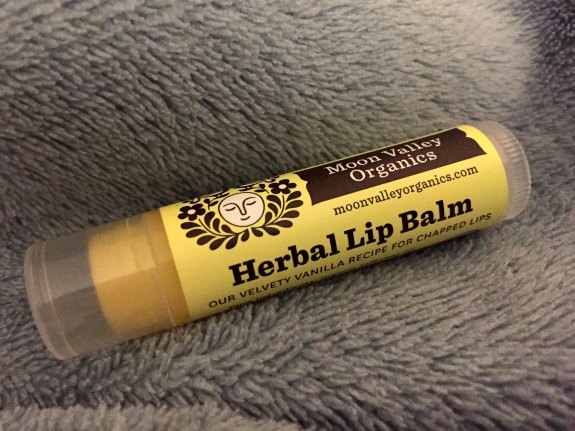 Moon Valley
Organics
moonvalleyorganics.com
Herbal Lip Balm
OUR VELVETY VANILLA RECIPE FOR CHAPPED LIPS